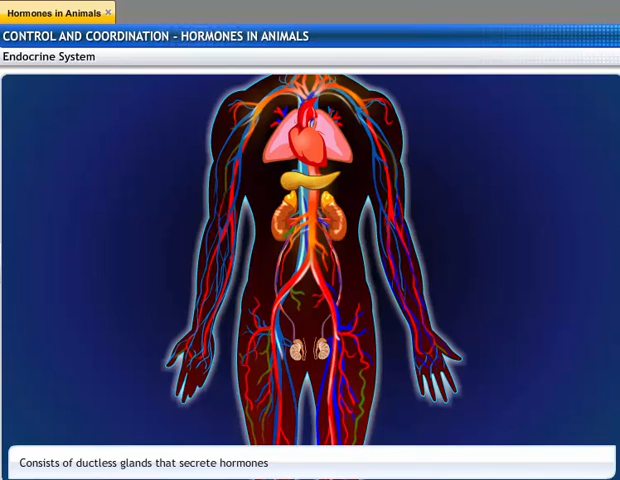 Hormones in Animals
CONTROL AND COORDINATION - HORMONES IN ANIMALS
Endocrine System
Consists of ductless glands that secrete hormones